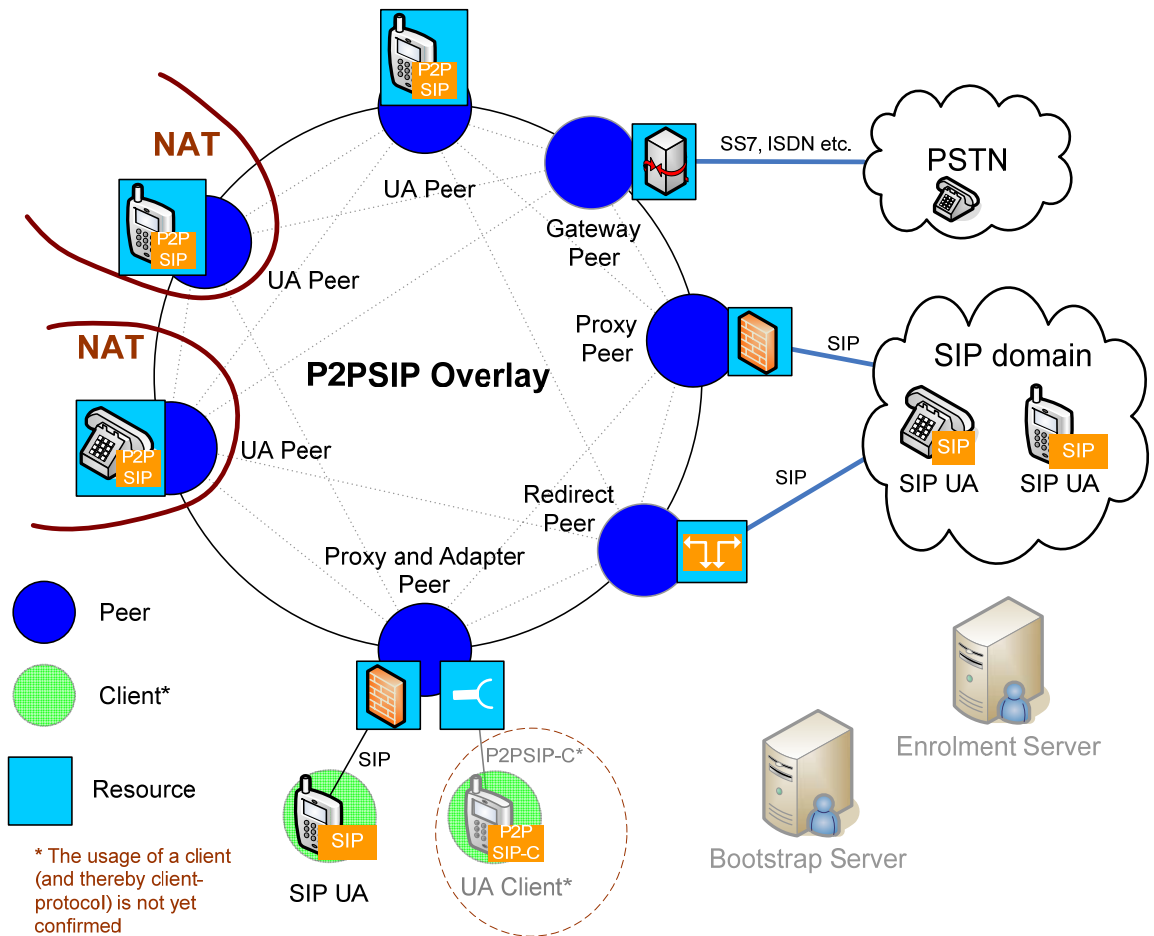 P2P
SIP
NAT
SS7, ISDN etc.
PSTN
UA Peer
Gateway
Peer
P2P
SIP
UA Peer
Proxy
Peer
SIP
SIP domain
NAT
P2PSIP Overlay
SIP
SIP
SIP UA
SIP UA
P2P
SIP
UA Peer
SIP
Redirect
Peer
Proxy and Adapter
Peer
Peer
Client*
Resource
SIP
P2PSIP-C*
SIP
P2P
SIP-C
SIP UA
UA Client*
Enrolment Server
Bootstrap Server
* The usage of a client
(and thereby client-
protocol) is not yet
confirmed